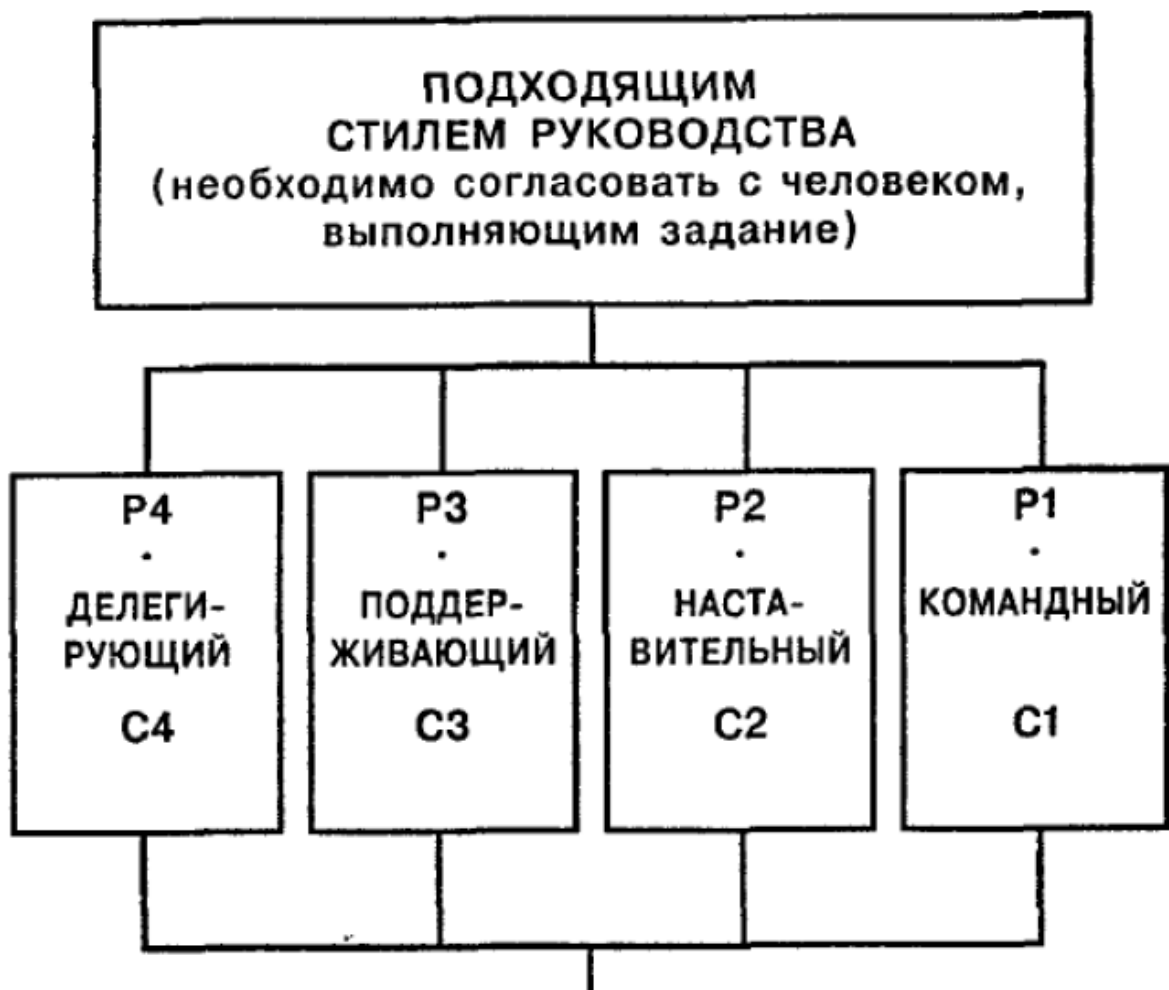 ПОДХОДЯЩИМ
СТИЛЕМ РУКОВОДСТВА
(необходимо согласовать с человеком,
выполняющим задание)
Р4
.
ДЕЛЕГИ-
РУЮЩИЙ
С4
Р3
.
ПОДДЕР-
ЖИВАЮЩИЙ
С3
Р2
.
НАСТА-
ВИТЕЛЬНЫЙ
С2
Р1
.
КОМАНДНЫЙ
С1